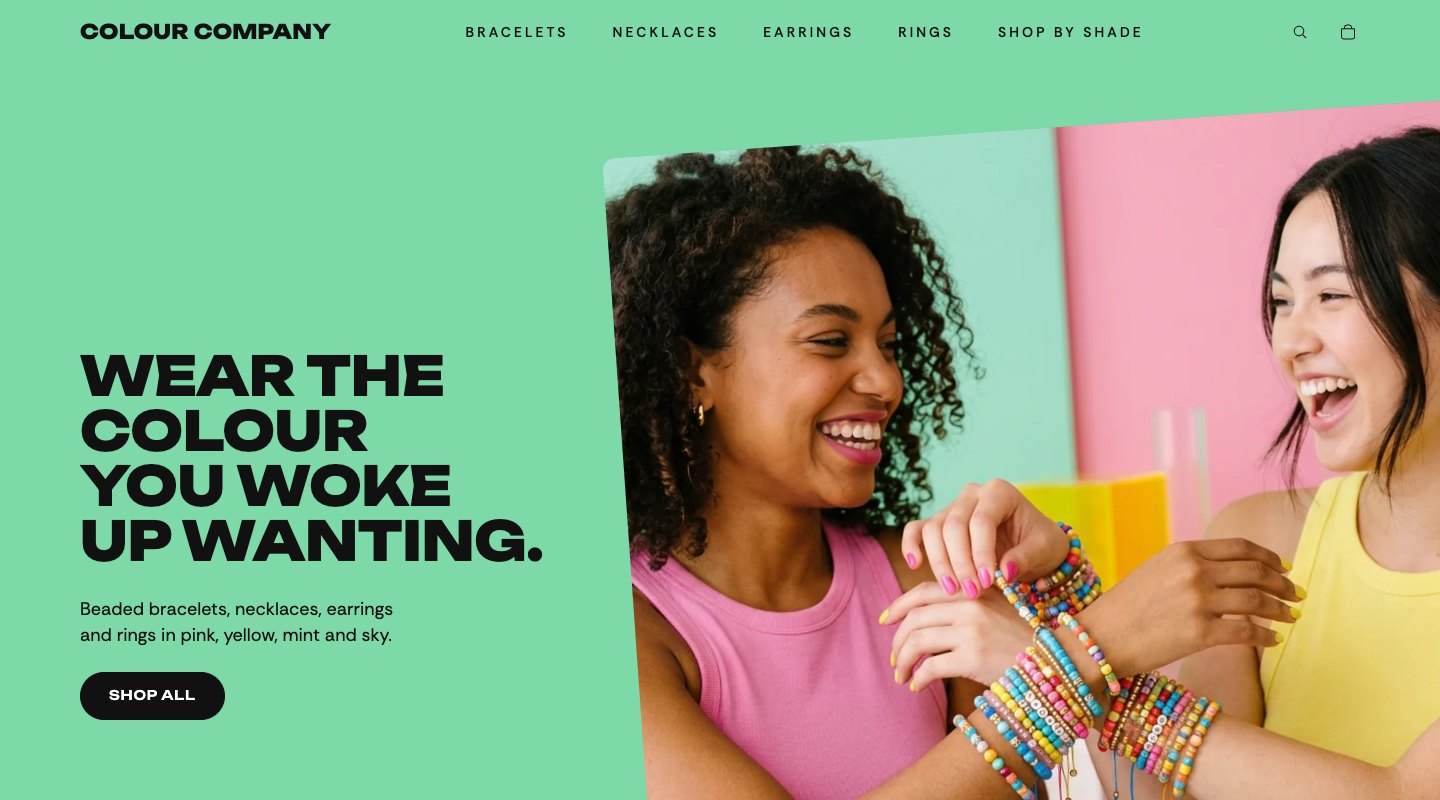 COLOUR COMPANY
BRACELETS
NECKLACES
EARRINGS
RINGS
SHOP BY SHADE
WEAR THE
COLOUR
YOU WOKE
UP WANTING.
Beaded bracelets, necklaces, earrings
and rings in pink, yellow, mint and sky.
SHOP ALL